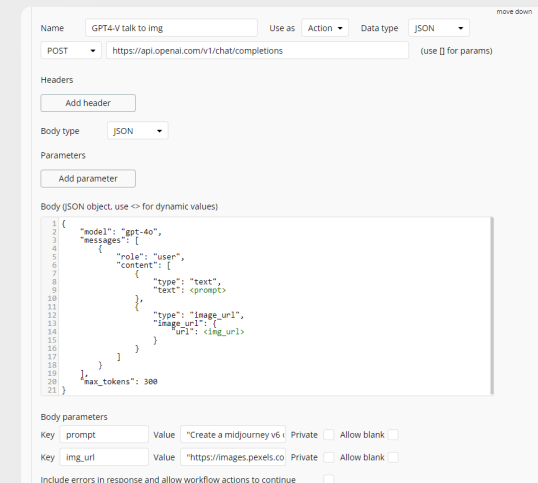 move down
Name GPT4-V talk to img Use as Action Data type JSON
POST https://api.openai.com/v1/chat/completions (use [] for params)
Headers
Add header
Body type JSON
Parameters
Add parameter
Body (JSON object, use <> for dynamic values)
1 {
2 "model": "gpt-4o",
3 "messages": [
4 {
5 "role": "user",
6 "content": [
7 {
8 "type": "text",
9 "text": <prompt>
10 },
11 {
12 "type": "image_url",
13 "image_url": {
14 "url": <img_url>
15 }
16 }
17 ]
18 }
19 ],
20 "max_tokens": 300
21 }
Body parameters
Key prompt Value "Create a midjourney v6 Private Allow blank
Key img_url Value "https://images.pexels.co Private Allow blank
Include errors in response and allow workflow actions to continue